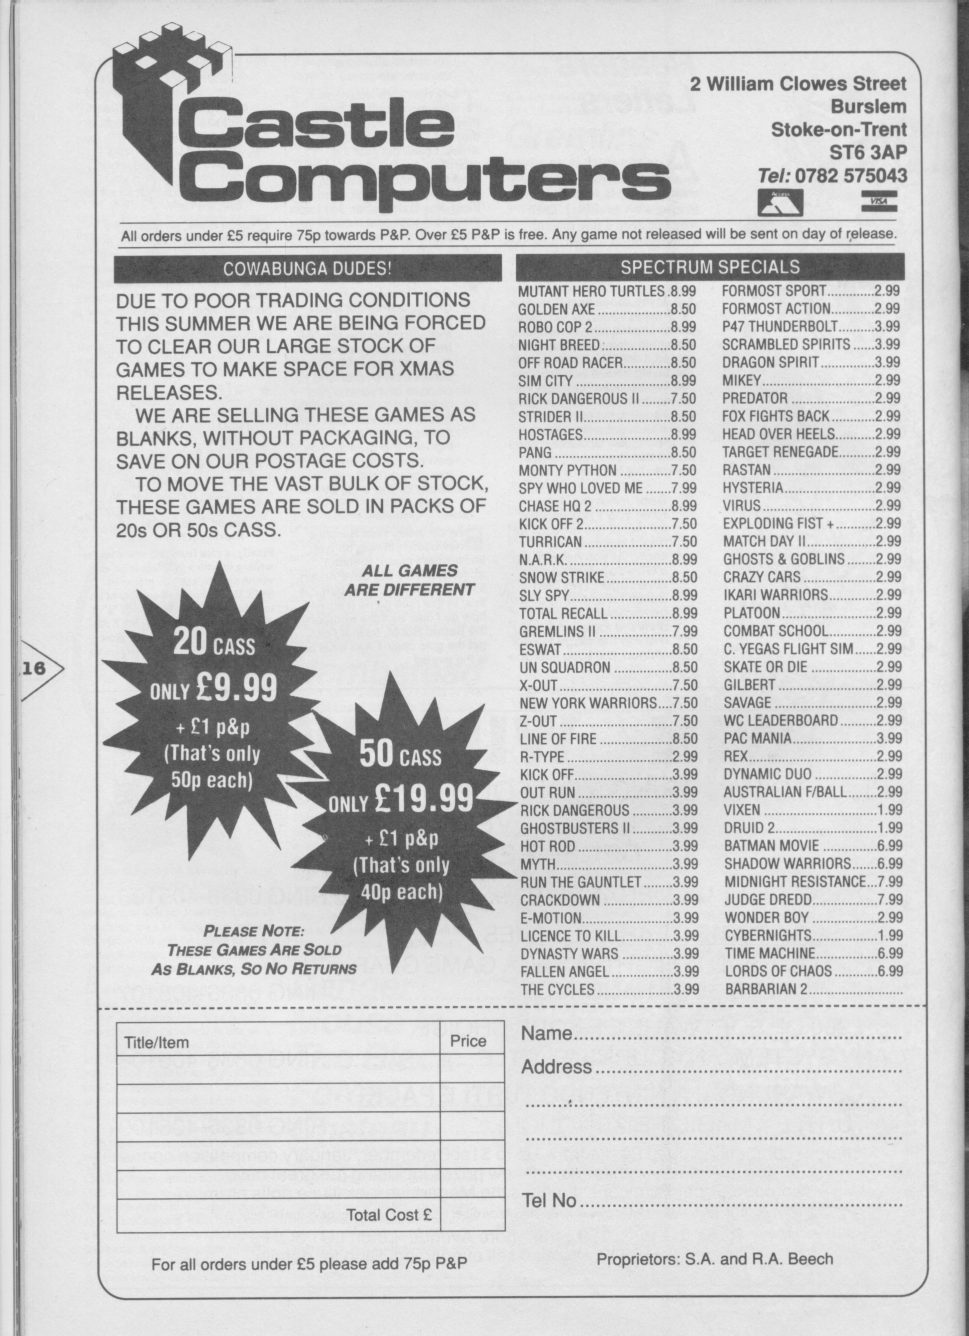 Castle
Computers
2 William Clowes Street
Burslem
Stoke-on-Trent
ST6 3AP
Tel: 0782 575043
ACCESS
VISA
All orders under £5 require 75p towards P&P. Over £5 P&P is free. Any game not released will be sent on day of release.
COWABUNGA DUDES!
DUE TO POOR TRADING CONDITIONS
THIS SUMMER WE ARE BEING FORCED
TO CLEAR OUR LARGE STOCK OF
GAMES TO MAKE SPACE FOR XMAS
RELEASES.
WE ARE SELLING THESE GAMES AS
BLANKS, WITHOUT PACKAGING, TO
SAVE ON OUR POSTAGE COSTS.
TO MOVE THE VAST BULK OF STOCK,
THESE GAMES ARE SOLD IN PACKS OF
20s OR 50s CASS.
ALL GAMES
ARE DIFFERENT
20 CASS
ONLY £9.99
+ £1 p&p
(That's only
50p each)
50 CASS
ONLY £19.99
+ £1 p&p
(That's only
40p each)
PLEASE NOTE:
THESE GAMES ARE SOLD
AS BLANKS, SO NO RETURNS
16
SPECTRUM SPECIALS
MUTANT HERO TURTLES.8.99
GOLDEN AXE....................8.50
ROBO COP 2.....................8.99
NIGHT BREED...................8.50
OFF ROAD RACER.............8.50
SIM CITY ..........................8.99
RICK DANGEROUS II ........7.50
STRIDER II........................8.50
HOSTAGES........................8.99
PANG ................................8.50
MONTY PYTHON ..............7.50
SPY WHO LOVED ME .......7.99
CHASE HQ 2 .....................8.99
KICK OFF 2........................7.50
TURRICAN........................7.50
N.A.R.K.............................8.99
SNOW STRIKE..................8.50
SLY SPY............................8.99
TOTAL RECALL ................8.99
GREMLINS II ....................7.99
ESWAT..............................8.50
UN SQUADRON ................8.50
X-OUT...............................7.50
NEW YORK WARRIORS...7.50
Z-OUT ...............................7.50
LINE OF FIRE ....................8.50
R-TYPE .............................2.99
KICK OFF...........................3.99
OUT RUN ..........................3.99
RICK DANGEROUS ..........3.99
GHOSTBUSTERS II...........3.99
HOT ROD ..........................3.99
MYTH................................3.99
RUN THE GAUNTLET.......3.99
CRACKDOWN ...................3.99
E-MOTION.........................3.99
LICENCE TO KILL..............3.99
DYNASTY WARS ..............3.99
FALLEN ANGEL.................3.99
THE CYCLES.....................3.99
FORMOST SPORT.............2.99
FORMOST ACTION............2.99
P47 THUNDERBOLT..........3.99
SCRAMBLED SPIRITS ......3.99
DRAGON SPIRIT...............3.99
MIKEY...............................2.99
PREDATOR .......................2.99
FOX FIGHTS BACK............2.99
HEAD OVER HEELS...........2.99
TARGET RENEGADE.........2.99
RASTAN ............................2.99
HYSTERIA.........................2.99
VIRUS ...............................2.99
EXPLODING FIST +...........2.99
MATCH DAY II...................2.99
GHOSTS & GOBLINS ........2.99
CRAZY CARS ....................2.99
IKARI WARRIORS.............2.99
PLATOON .........................2.99
COMBAT SCHOOL.............2.99
C. YEGAS FLIGHT SIM......2.99
SKATE OR DIE ..................2.99
GILBERT ...........................2.99
SAVAGE ............................2.99
WC LEADERBOARD ..........2.99
PAC MANIA.......................3.99
REX...................................2.99
DYNAMIC DUO .................2.99
AUSTRALIAN F/BALL.......2.99
VIXEN ...............................1.99
DRUID 2............................1.99
BATMAN MOVIE ..............6.99
SHADOW WARRIORS......6.99
MIDNIGHT RESISTANCE...7.99
JUDGE DREDD..................7.99
WONDER BOY ..................2.99
CYBERNIGHTS..................1.99
TIME MACHINE.................6.99
LORDS OF CHAOS ............6.99
BARBARIAN 2..........................
Title/Item Price
Total Cost £
For all orders under £5 please add 75p P&P
Name
Address
Tel No
Proprietors: S.A. and R.A. Beech